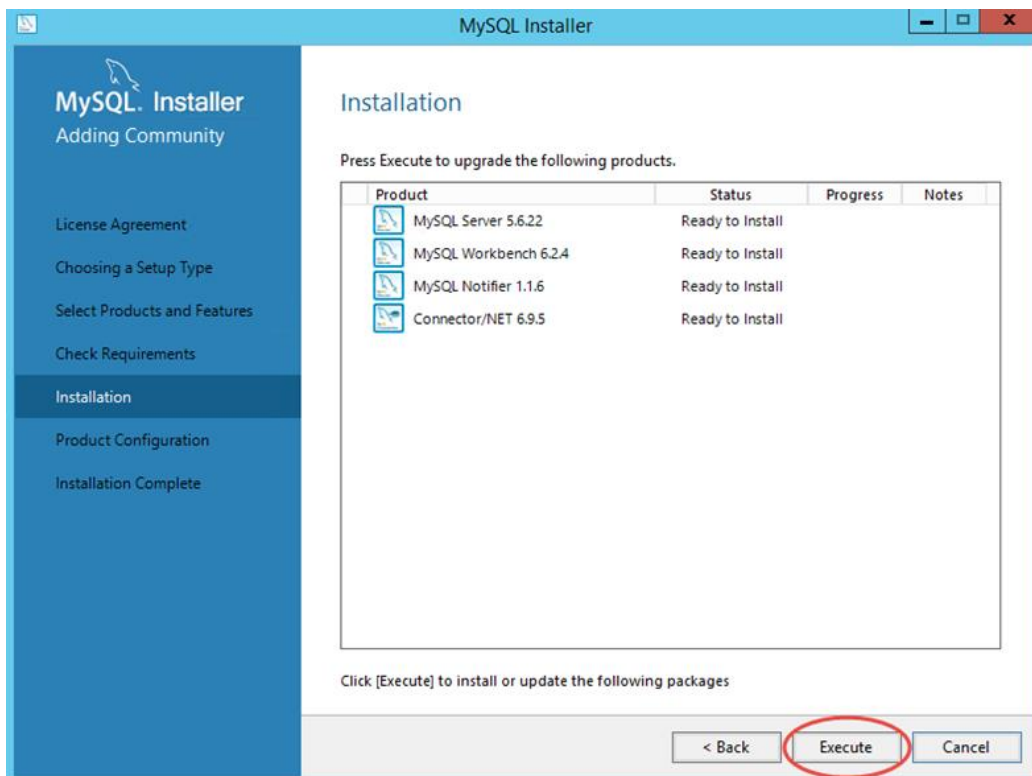 MySQL Installer
MySQL. Installer
Adding Community
License Agreement
Choosing a Setup Type
Select Products and Features
Check Requirements
Installation
Product Configuration
Installation Complete
Installation
Press Execute to upgrade the following products.
Product Status Progress Notes
MySQL Server 5.6.22 Ready to Install
MySQL Workbench 6.2.4 Ready to Install
MySQL Notifier 1.1.6 Ready to Install
Connector/NET 6.9.5 Ready to Install
Click [Execute] to install or update the following packages
< Back Execute Cancel